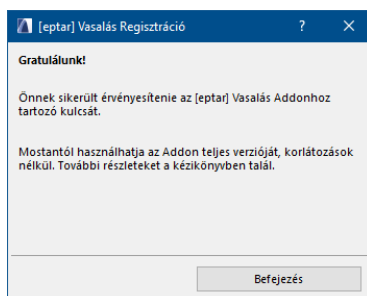 [eptar] Vasalás Regisztráció
Gratulálunk!
Önnek sikerült érvényesítenie az [eptar] Vasalás Addonhoz
tartozó kulcsát.
Mostantól használhatja az Addon teljes verzióját, korlátozások
nélkül. További részleteket a kézikönyvben talál.
Befejezés